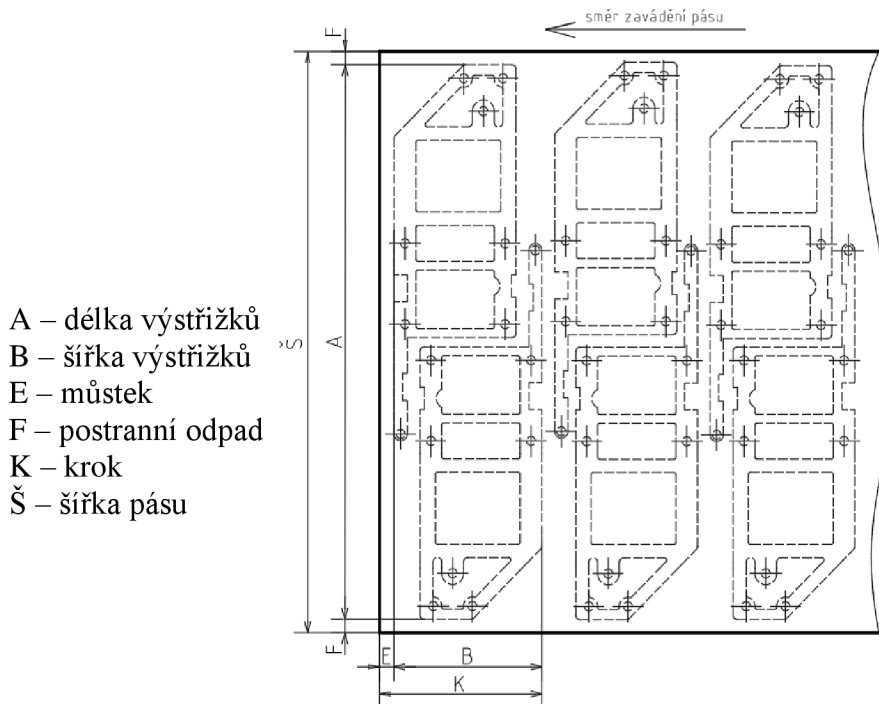 směr zavádění pásu
F
A – délka výstřižků
B – šířka výstřižků
E – můstek
F – postranní odpad
K – krok
Š – šířka pásu
Š
A
F
E
B
K